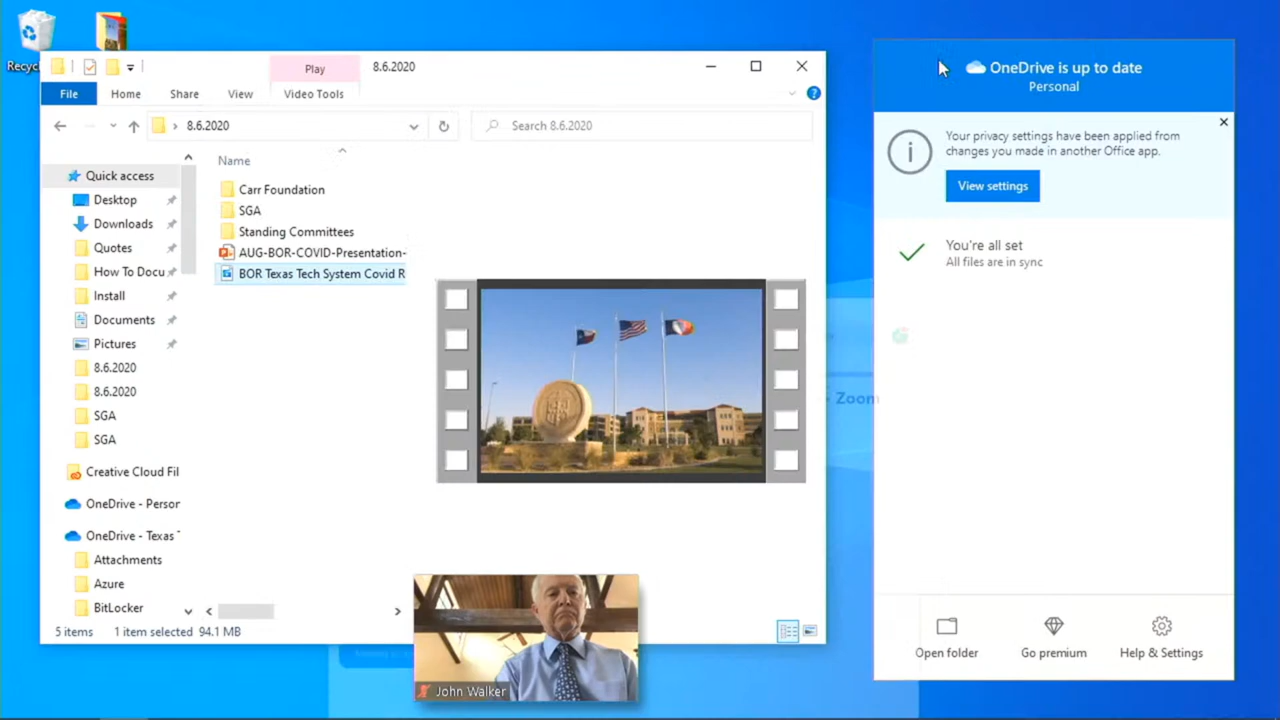 Recyc
Play
8.6.2020
File
Home
Share
View
Video Tools
8.6.2020
Search 8.6.2020
Name
Quick access
Desktop
Downloads
Quotes
How To Docu
Install
Documents
Pictures
8.6.2020
8.6.2020
SGA
SGA
Creative Cloud Fil
OneDrive - Person
OneDrive - Texas T
Attachments
Azure
BitLocker
Carr Foundation
SGA
Standing Committees
AUG-BOR-COVID-Presentation-
BOR Texas Tech System Covid R
5 items
1 item selected 94.1 MB
John Walker
Zoom
OneDrive is up to date
Personal
Your privacy settings have been applied from
changes you made in another Office app.
View settings
You're all set
All files are in sync
Open folder
Go premium
Help & Settings